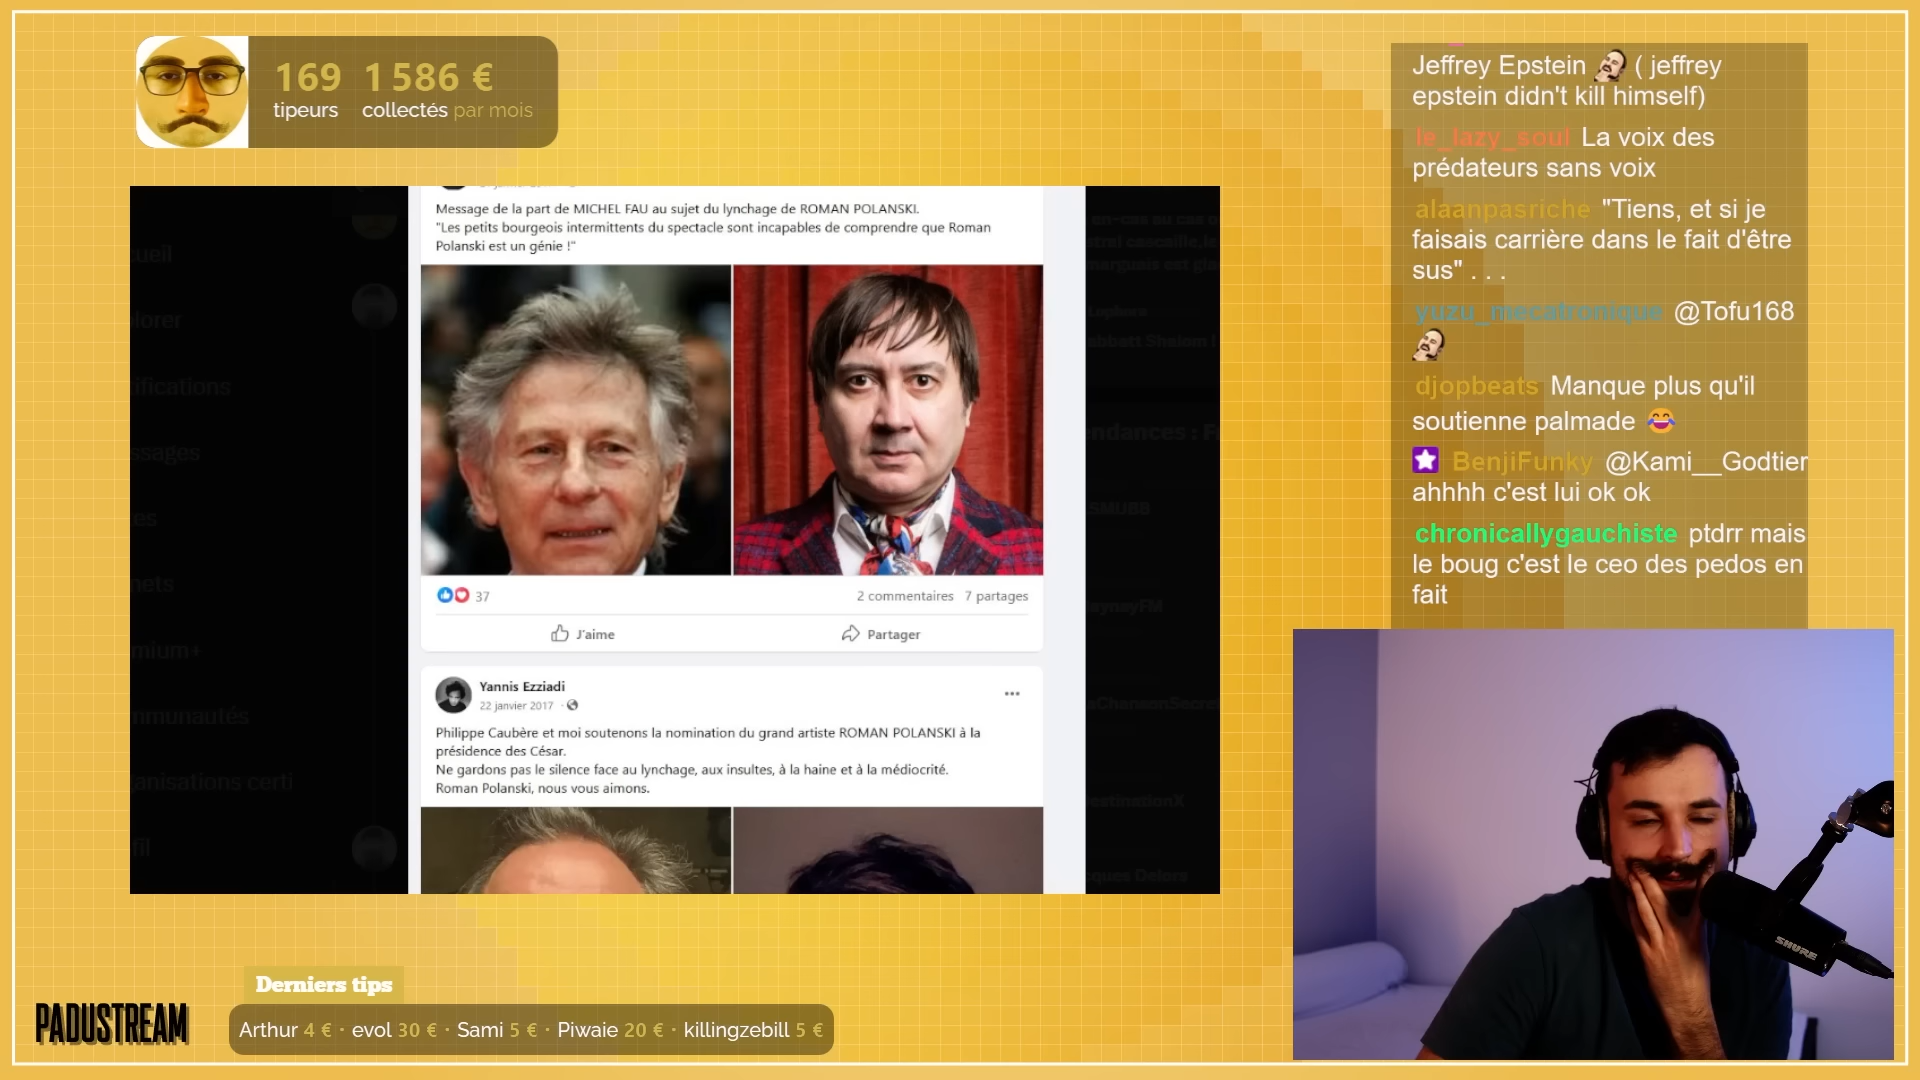 169 1 586 €
tipeurs collectés par mois
Message de la part de MICHEL FAU au sujet du lynchage de ROMAN POLANSKI.
"Les petits bourgeois intermittents du spectacle sont incapables de comprendre que Roman
Polanski est un génie !"
37
2 commentaires 7 partages
J'aime
Partager
Yannis Ezziadi
22 janvier 2017
Philippe Caubère et moi soutenons la nomination du grand artiste ROMAN POLANSKI à la
présidence des César.
Ne gardons pas le silence face au lynchage, aux insultes, à la haine et à la médiocrité.
Roman Polanski, nous vous aimons.
Jeffrey Epstein ( jeffrey
epstein didn't kill himself)
le_lazy_soul La voix des
prédateurs sans voix
alaanpasriche "Tiens, et si je
faisais carrière dans le fait d'être
sus" . . .
yuzu_mecatronique @Tofu168
djopbeats Manque plus qu'il
soutienne palmade 😂
BenjiFunky @Kami__Godtier
ahhhh c'est lui ok ok
chronicallygauchiste ptdrr mais
le boug c'est le ceo des pedos en
fait
SHURE
Derniers tips
PADUSTREAM
Arthur 4 € · evol 30 € · Sami 5 € · Piwaie 20 € · killingzebill 5 €